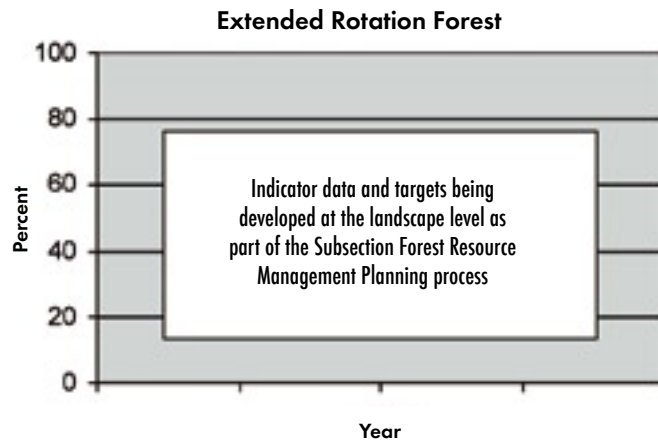 Extended Rotation Forest
100
80
60
40
20
0
Percent
Indicator data and targets being
developed at the landscape level as
part of the Subsection Forest Resource
Management Planning process
Year